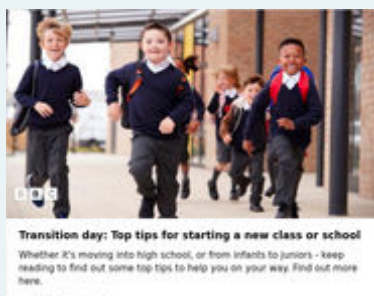 BBC
Transition day: Top tips for starting a new class or school
Whether it's moving into high school, or from infants to juniors - keep
reading to find out some top tips to help you on your way. Find out more
here.